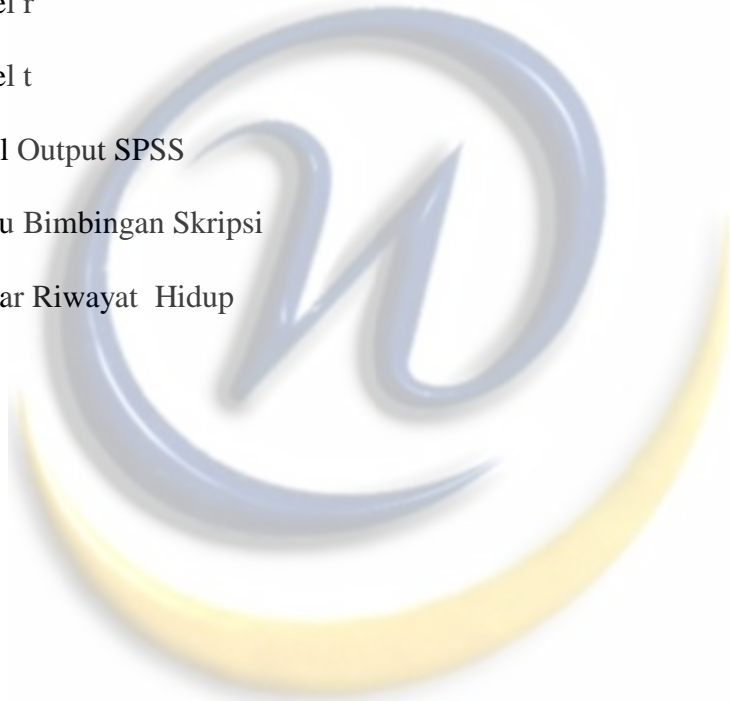 el r
el t
l Output SPSS
u Bimbingan Skripsi
ar Riwayat Hidup